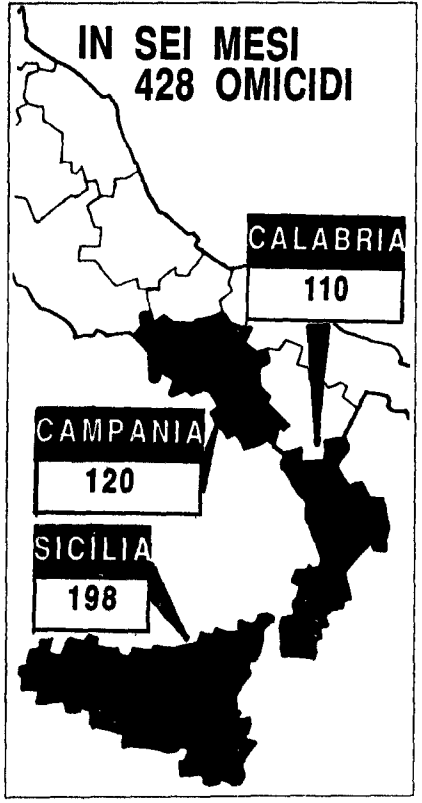 IN SEI MESI
428 OMICIDI
CALABRIA
110
CAMPANIA
120
SICILIA
198